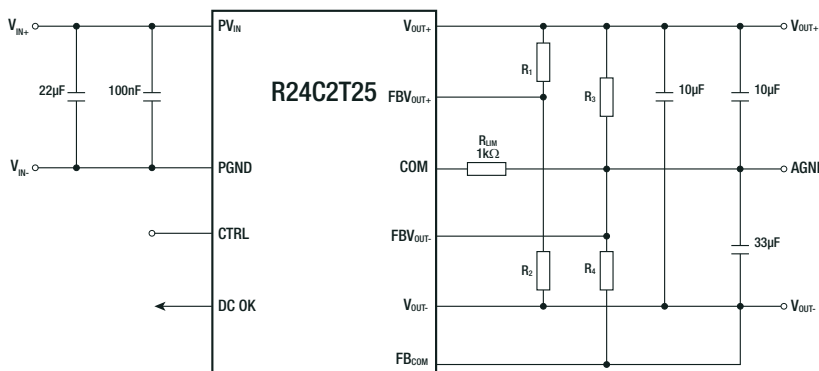 VIN+
PVIN
VOUT+
VOUT+
R1
22µF
100nF
R24C2T25
FBVOUT+
R3
10µF
10µF
RLIM
1kΩ
VIN-
PGND
COM
AGND
CTRL
FBVOUT-
33µF
R2
R4
DC OK
VOUT-
VOUT-
FBCOM